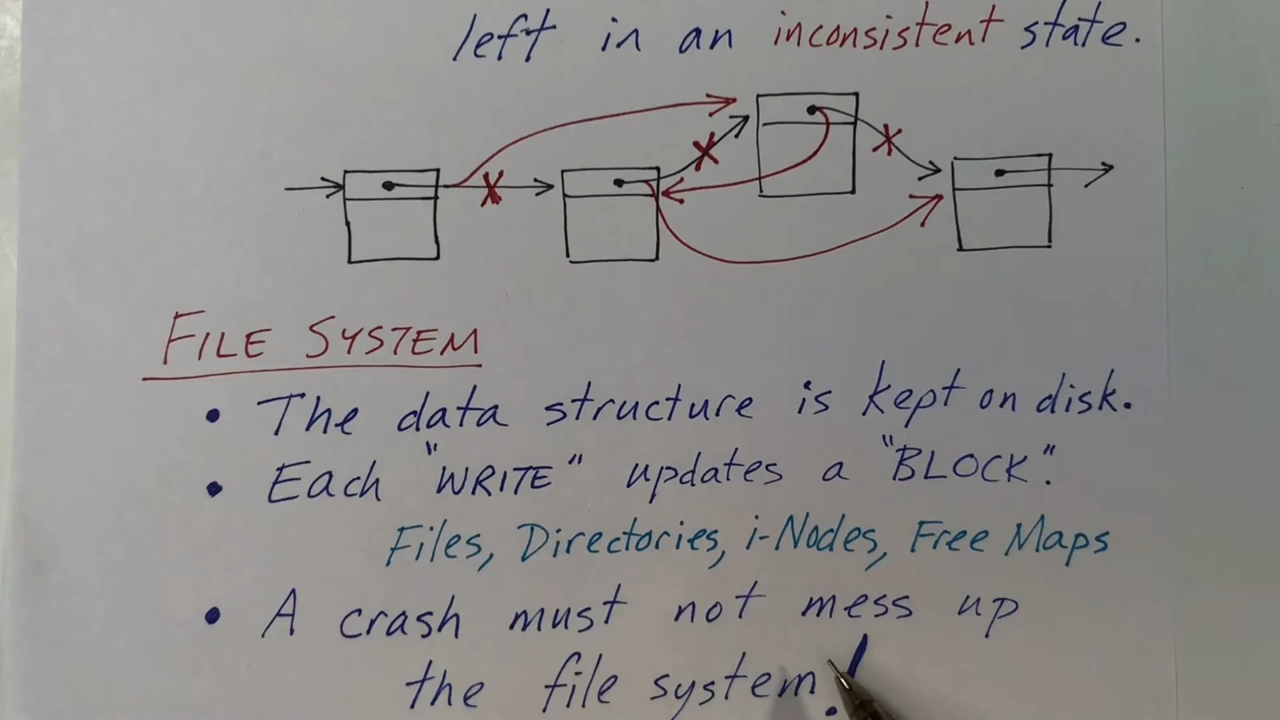 left in an inconsistent state.
FILE SYSTEM
• The data structure is kept on disk.
• Each "WRITE" updates a "BLOCK".
Files, Directories, i-Nodes, Free Maps
• A crash must not mess up
the file system!